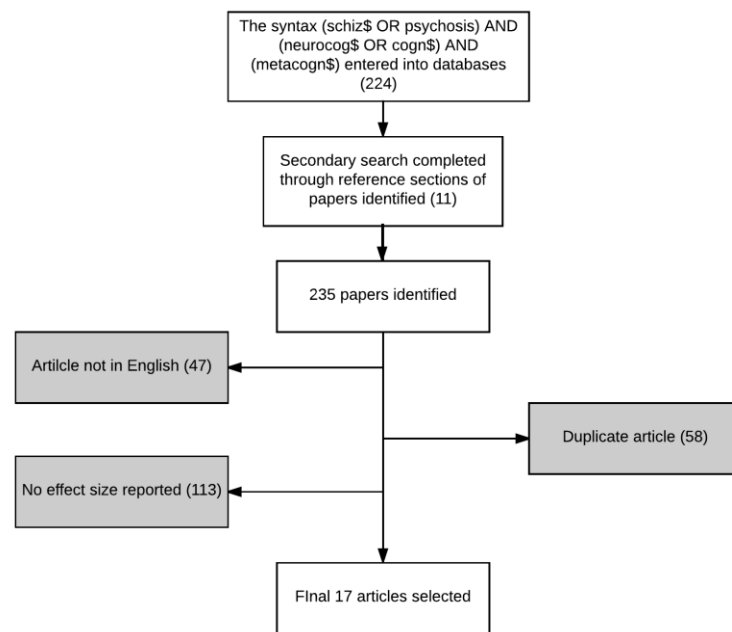 The syntax (schiz$ OR psychosis) AND
(neurocog$ OR cogn$) AND
(metacogn$) entered into databases
(224)
Secondary search completed
through reference sections of
papers identified (11)
235 papers identified
Artilcle not in English (47)
Duplicate article (58)
No effect size reported (113)
FInal 17 articles selected